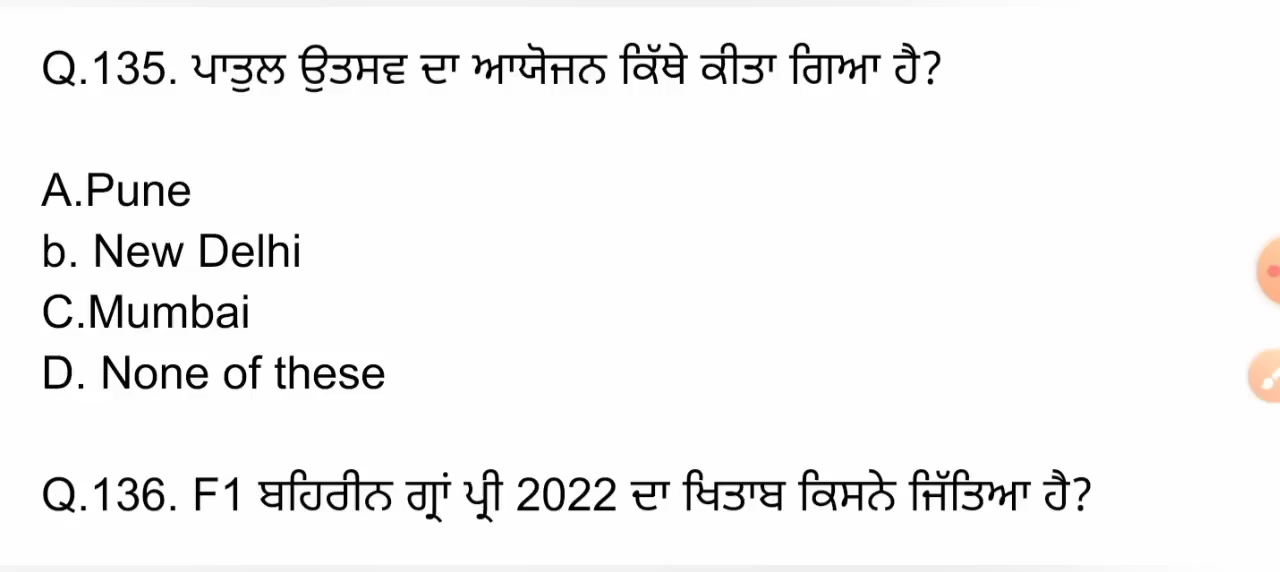 Q.135. ਪਾਤੁਲ ਉਤਸਵ ਦਾ ਆਯੋਜਨ ਕਿੱਥੇ ਕੀਤਾ ਗਿਆ ਹੈ?
A.Pune
b. New Delhi
C.Mumbai
D. None of these
Q.136. F1 ਬਹਿਰੀਨ ਗ੍ਰਾਂ ਪ੍ਰੀ 2022 ਦਾ ਖਿਤਾਬ ਕਿਸਨੇ ਜਿੱਤਿਆ ਹੈ?